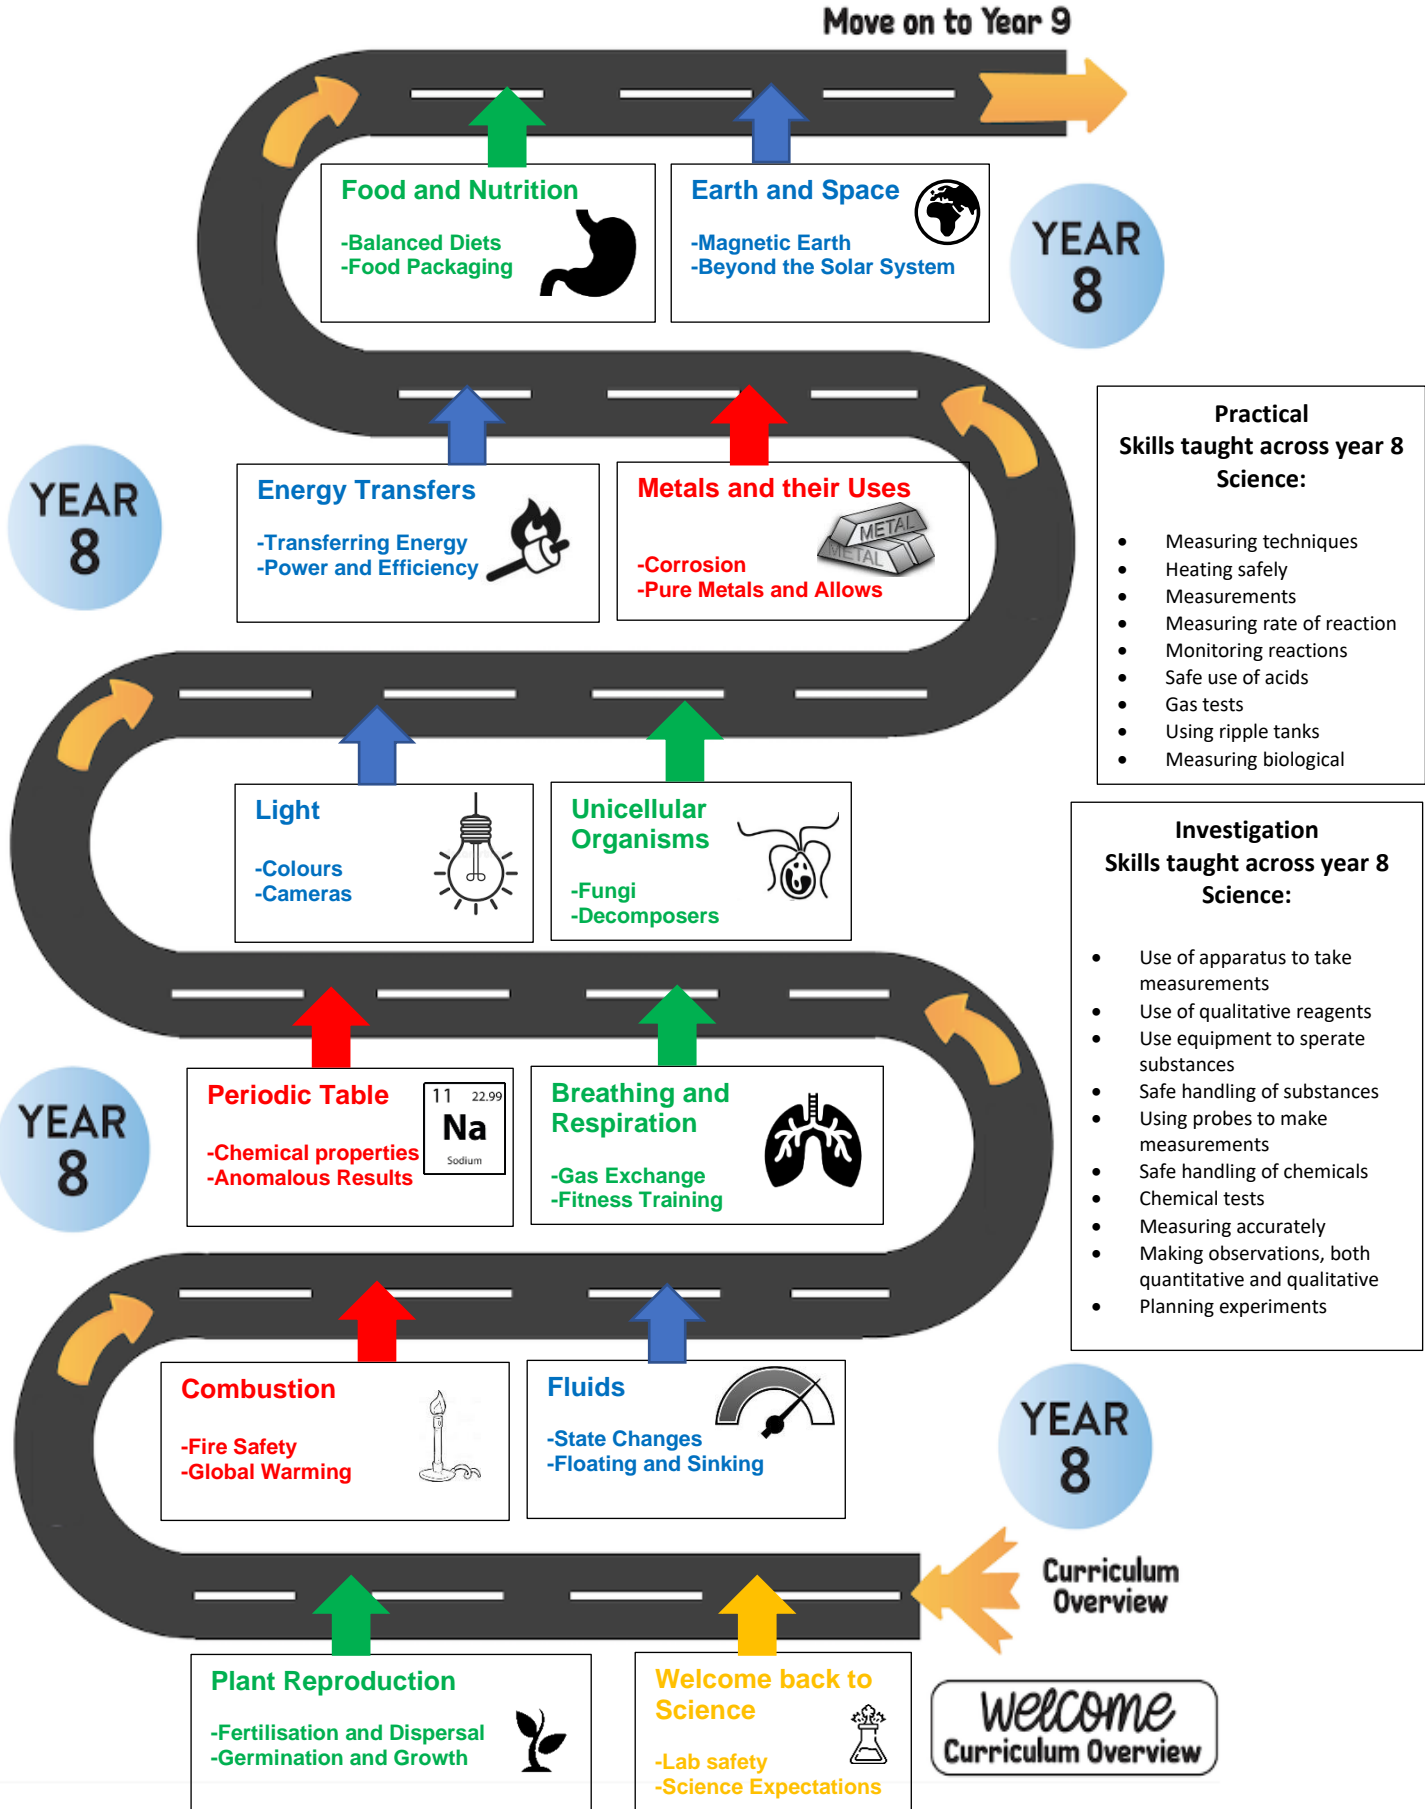 Move on to Year 9
Food and Nutrition
-Balanced Diets
-Food Packaging
Earth and Space
-Magnetic Earth
-Beyond the Solar System
YEAR
8
Energy Transfers
-Transferring Energy
-Power and Efficiency
Metals and their Uses
METAL
METAL
-Corrosion
-Pure Metals and Allows
YEAR
8
Practical
Skills taught across year 8
Science:
• Measuring techniques
• Heating safely
• Measurements
• Measuring rate of reaction
• Monitoring reactions
• Safe use of acids
• Gas tests
• Using ripple tanks
• Measuring biological
Light
-Colours
-Cameras
Unicellular
Organisms
-Fungi
-Decomposers
Investigation
Skills taught across year 8
Science:
• Use of apparatus to take
measurements
• Use of qualitative reagents
• Use equipment to sperate
substances
• Safe handling of substances
• Using probes to make
measurements
• Safe handling of chemicals
• Chemical tests
• Measuring accurately
• Making observations, both
quantitative and qualitative
• Planning experiments
YEAR
8
Periodic Table
-Chemical properties
-Anomalous Results
11 22.99
Na
Sodium
Breathing and
Respiration
-Gas Exchange
-Fitness Training
Combustion
-Fire Safety
-Global Warming
Fluids
-State Changes
-Floating and Sinking
YEAR
8
Curriculum
Overview
Plant Reproduction
-Fertilisation and Dispersal
-Germination and Growth
Welcome back to
Science
-Lab safety
-Science Expectations
Welcome
Curriculum Overview